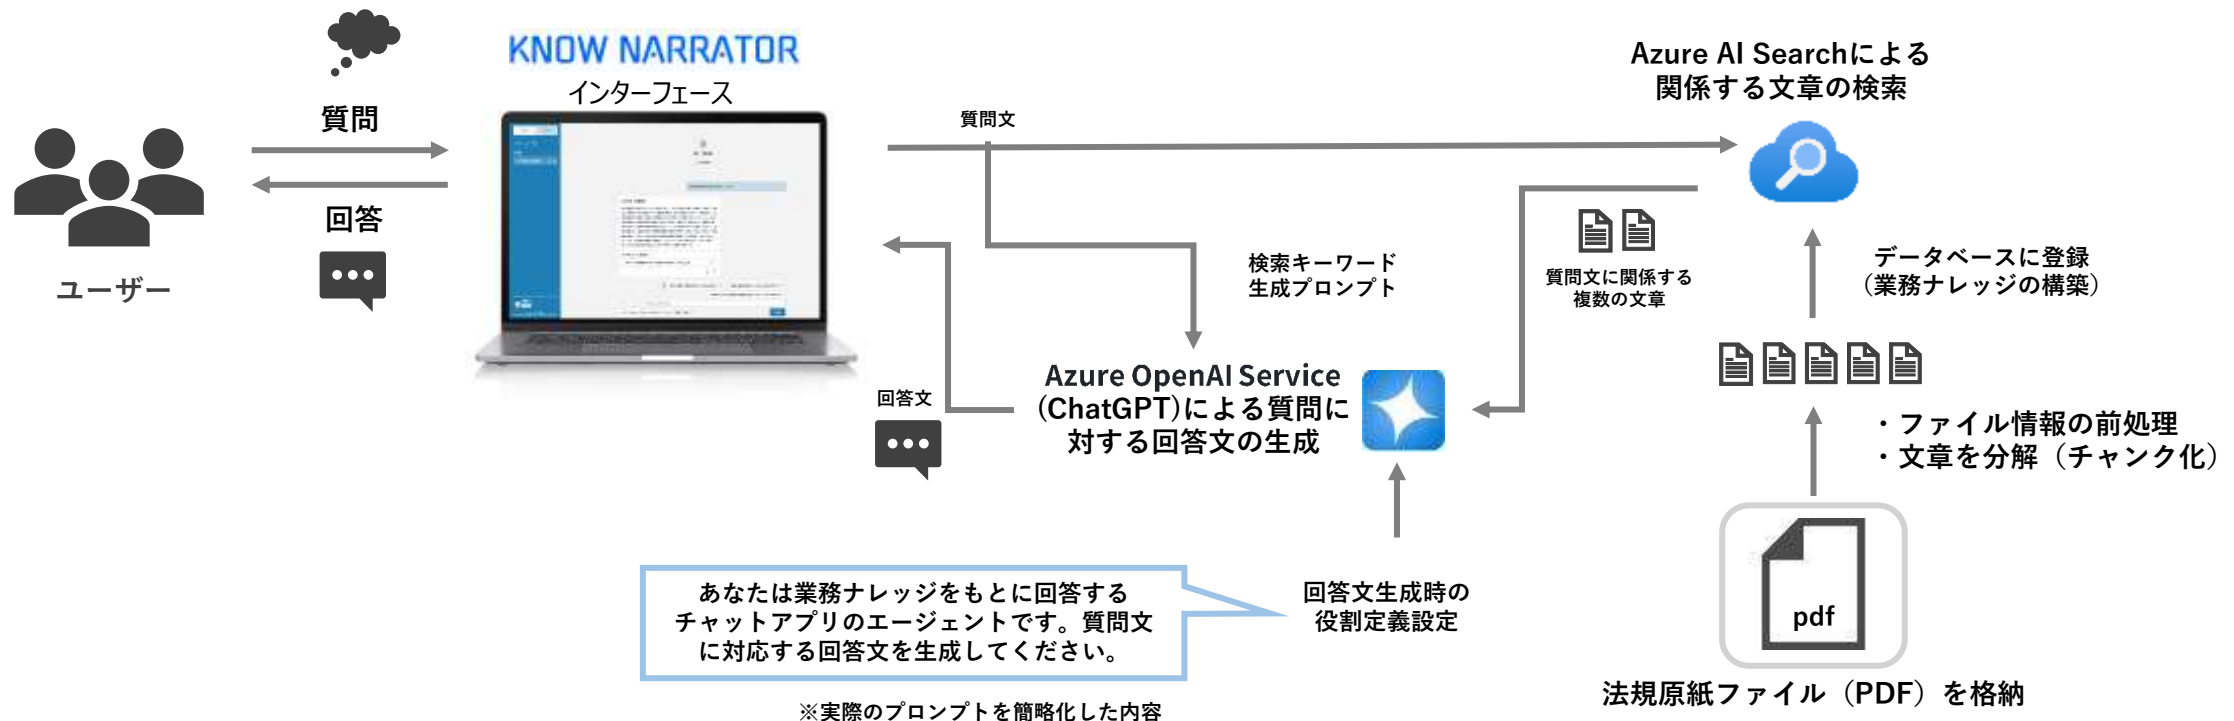 KNOW NARRATOR
インターフェース
質問
回答
ユーザー
質問文
Azure AI Searchによる
関係する文章の検索
検索キーワード
生成プロンプト
質問文に関係する
複数の文章
データベースに登録
（業務ナレッジの構築）
Azure OpenAI Service
(ChatGPT)による質問に
対する回答文の生成
回答文
・ファイル情報の前処理
・文章を分解（チャンク化）
pdf
法規原紙ファイル（PDF）を格納
回答文生成時の
役割定義設定
あなたは業務ナレッジをもとに回答する
チャットアプリのエージェントです。質問文
に対応する回答文を生成してください。
※実際のプロンプトを簡略化した内容